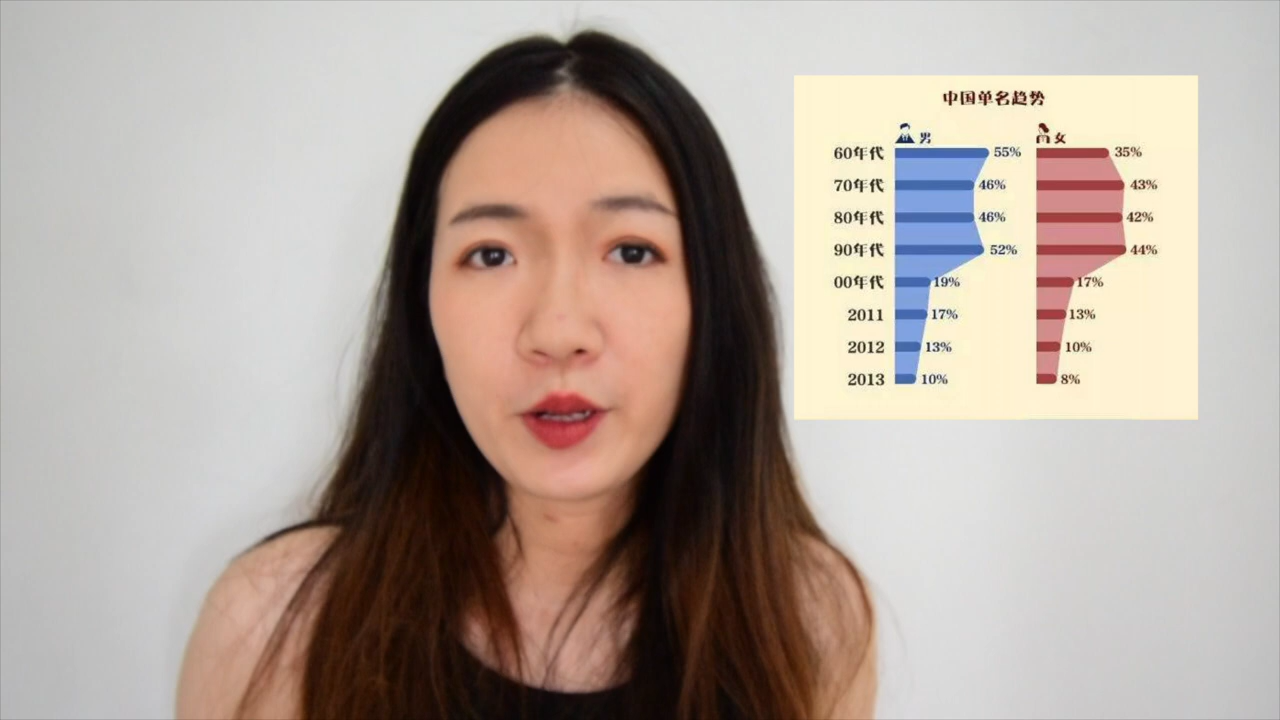 中国单名趋势
男 女
60年代 55% 35%
70年代 46% 43%
80年代 46% 42%
90年代 52% 44%
00年代 19% 17%
2011 17% 13%
2012 13% 10%
2013 10% 8%